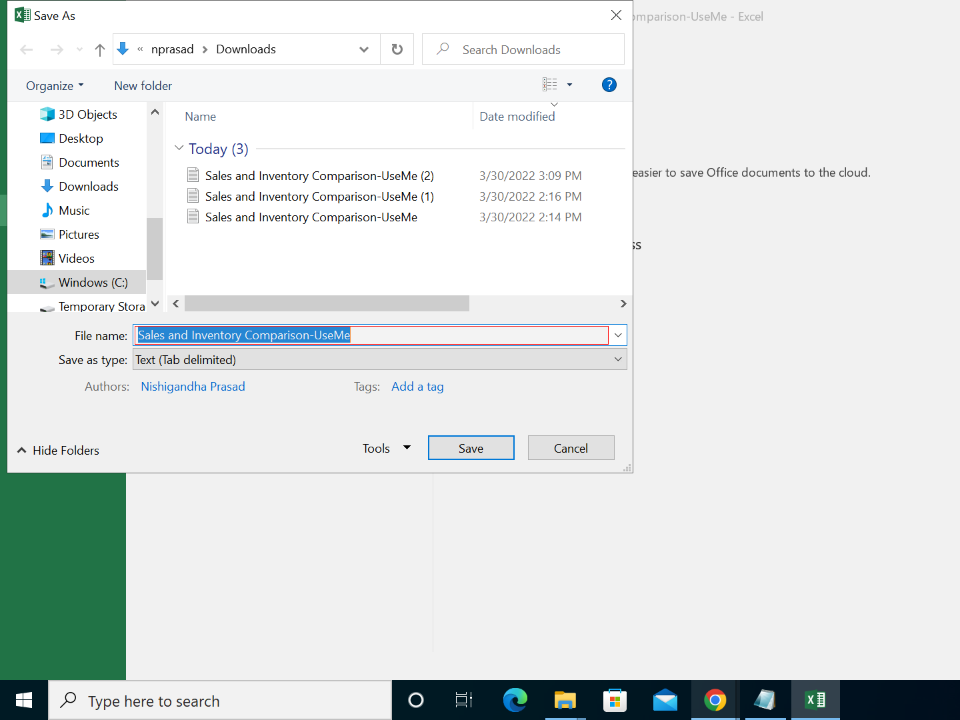 Save As
mparison-UseMe - Excel
« nprasad > Downloads
Search Downloads
Organize
New folder
?
3D Objects
Desktop
Documents
Downloads
Music
Pictures
Videos
Windows (C:)
Temporary Stora
Name
Date modified
Today (3)
Sales and Inventory Comparison-UseMe (2) 3/30/2022 3:09 PM
Sales and Inventory Comparison-UseMe (1) 3/30/2022 2:16 PM
Sales and Inventory Comparison-UseMe 3/30/2022 2:14 PM
easier to save Office documents to the cloud.
ss
File name: Sales and Inventory Comparison-UseMe
Save as type: Text (Tab delimited)
Authors: Nishigandha Prasad
Tags: Add a tag
Hide Folders
Tools
Save
Cancel
Type here to search